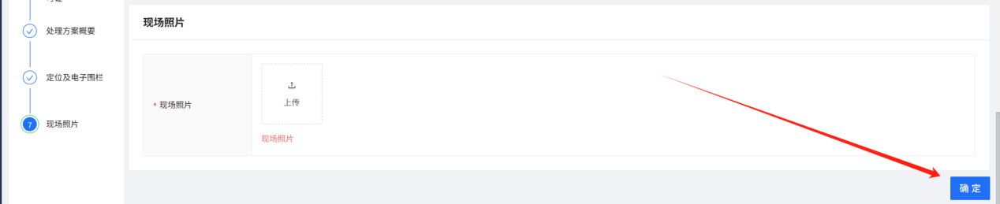 现场照片
处理方案概要
定位及电子围栏
上传
* 现场照片
7 现场照片
现场照片
确 定